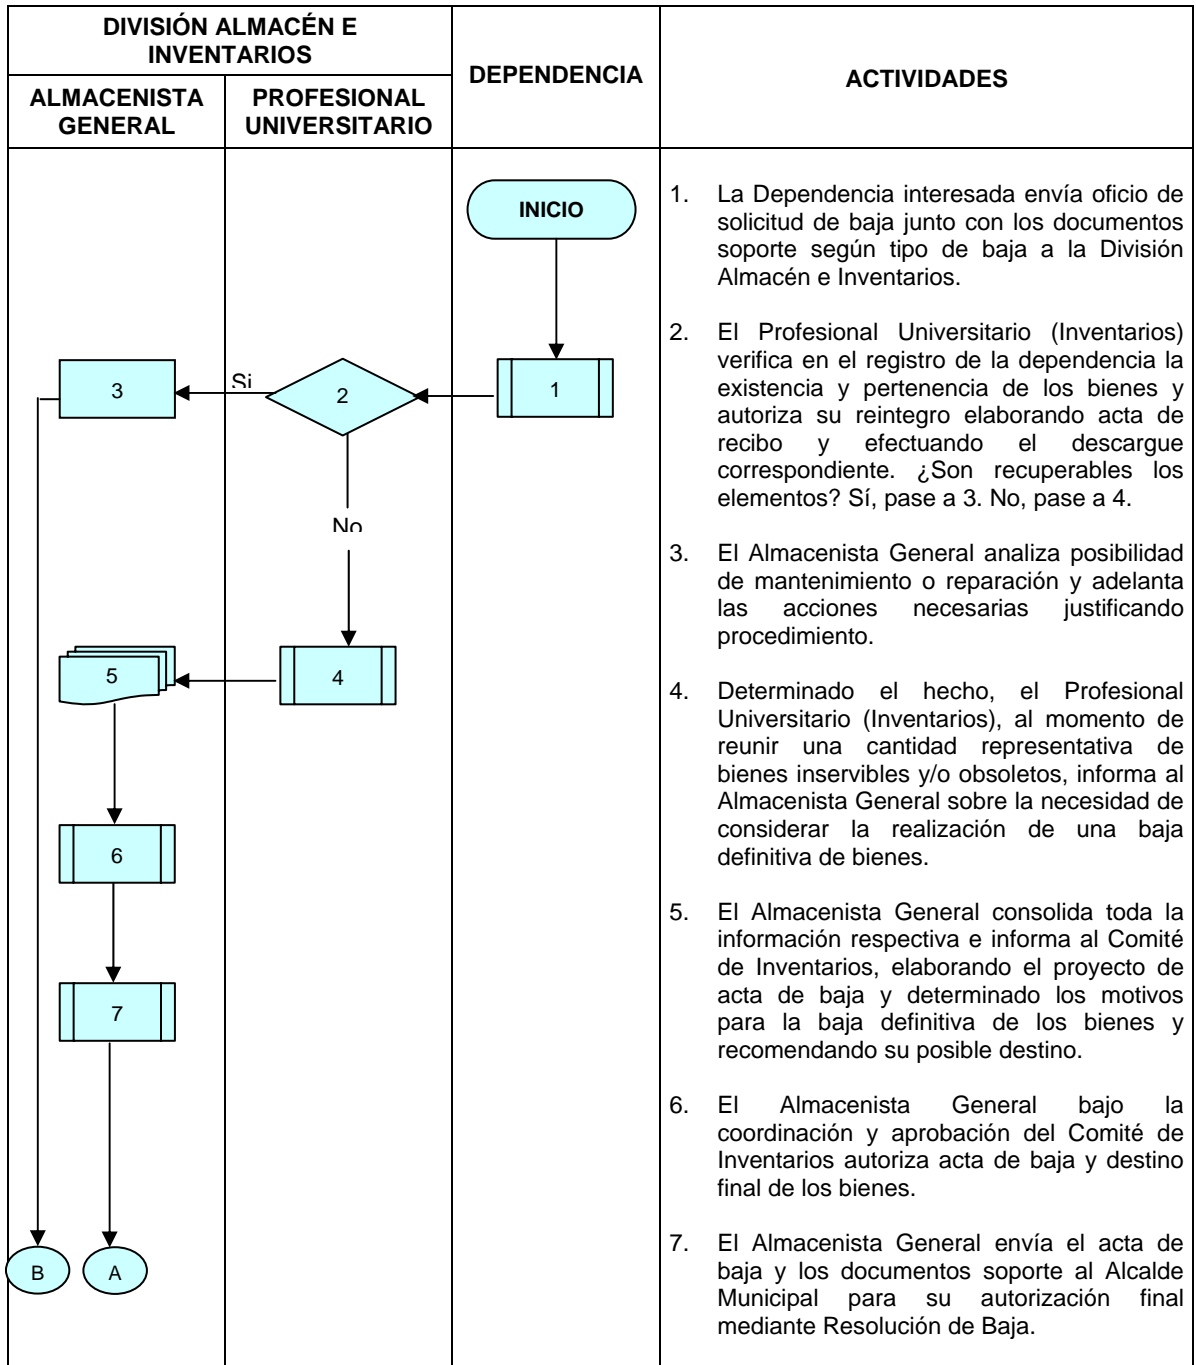 DIVISIÓN ALMACÉN E
INVENTARIOS
DEPENDENCIA
ACTIVIDADES
ALMACENISTA
GENERAL
PROFESIONAL
UNIVERSITARIO
INICIO
1
2
Si
3
No
4
5
6
7
B
A
1. La Dependencia interesada envía oficio de
solicitud de baja junto con los documentos
soporte según tipo de baja a la División
Almacén e Inventarios.
2. El Profesional Universitario (Inventarios)
verifica en el registro de la dependencia la
existencia y pertenencia de los bienes y
autoriza su reintegro elaborando acta de
recibo y efectuando el descargue
correspondiente. ¿Son recuperables los
elementos? Sí, pase a 3. No, pase a 4.
3. El Almacenista General analiza posibilidad
de mantenimiento o reparación y adelanta
las acciones necesarias justificando
procedimiento.
4. Determinado el hecho, el Profesional
Universitario (Inventarios), al momento de
reunir una cantidad representativa de
bienes inservibles y/o obsoletos, informa al
Almacenista General sobre la necesidad de
considerar la realización de una baja
definitiva de bienes.
5. El Almacenista General consolida toda la
información respectiva e informa al Comité
de Inventarios, elaborando el proyecto de
acta de baja y determinado los motivos
para la baja definitiva de los bienes y
recomendando su posible destino.
6. El Almacenista General bajo la
coordinación y aprobación del Comité de
Inventarios autoriza acta de baja y destino
final de los bienes.
7. El Almacenista General envía el acta de
baja y los documentos soporte al Alcalde
Municipal para su autorización final
mediante Resolución de Baja.